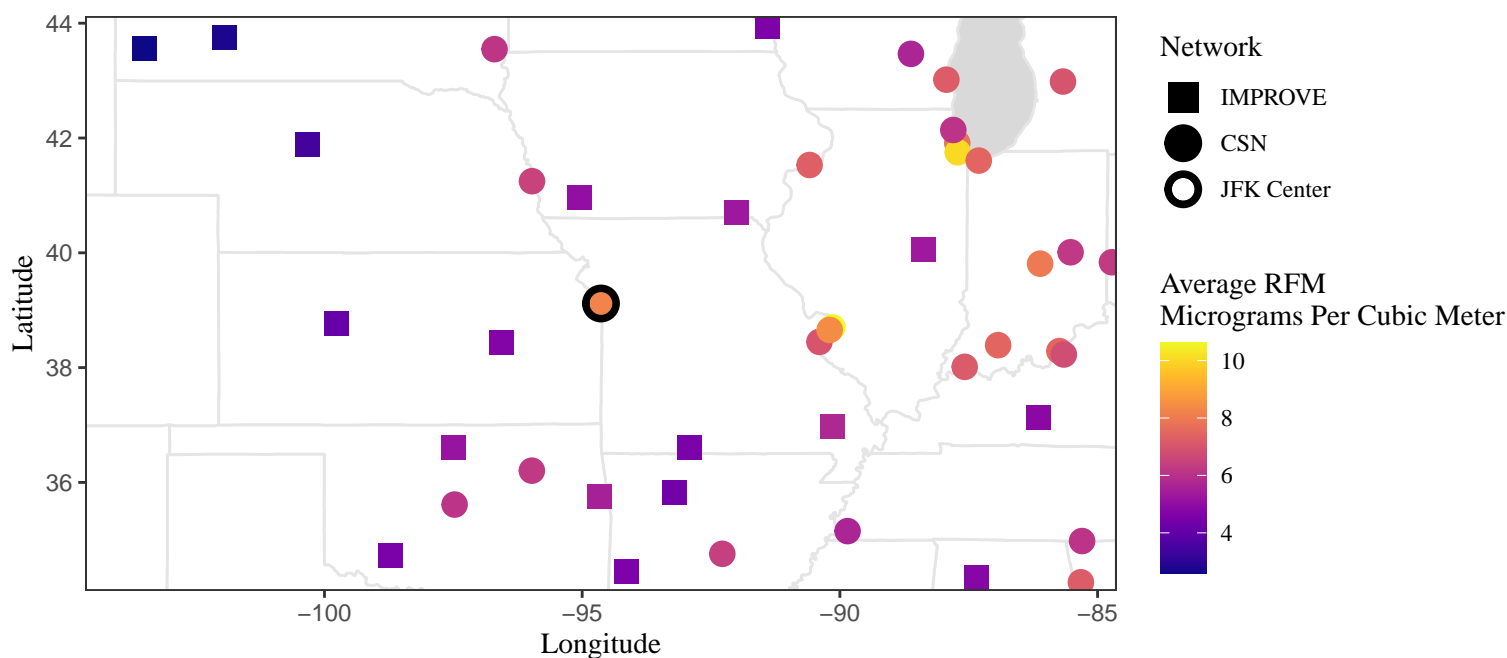 44
42
40
38
36
Latitude
−100
−95
−90
−85
Longitude
Network
IMPROVE
CSN
JFK Center
Average RFM
Micrograms Per Cubic Meter
10
8
6
4